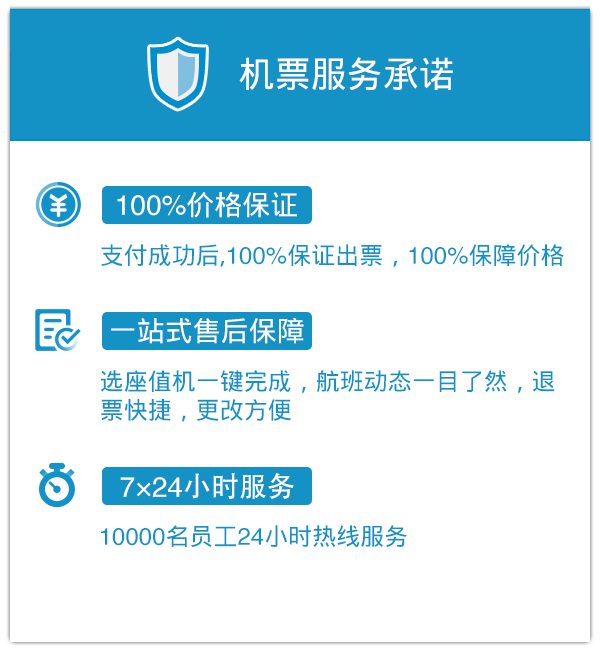 机票服务承诺
100%价格保证
支付成功后,100%保证出票，100%保障价格
一站式售后保障
选座值机一键完成，航班动态一目了然，退
票快捷，更改方便
7×24小时服务
10000名员工24小时热线服务